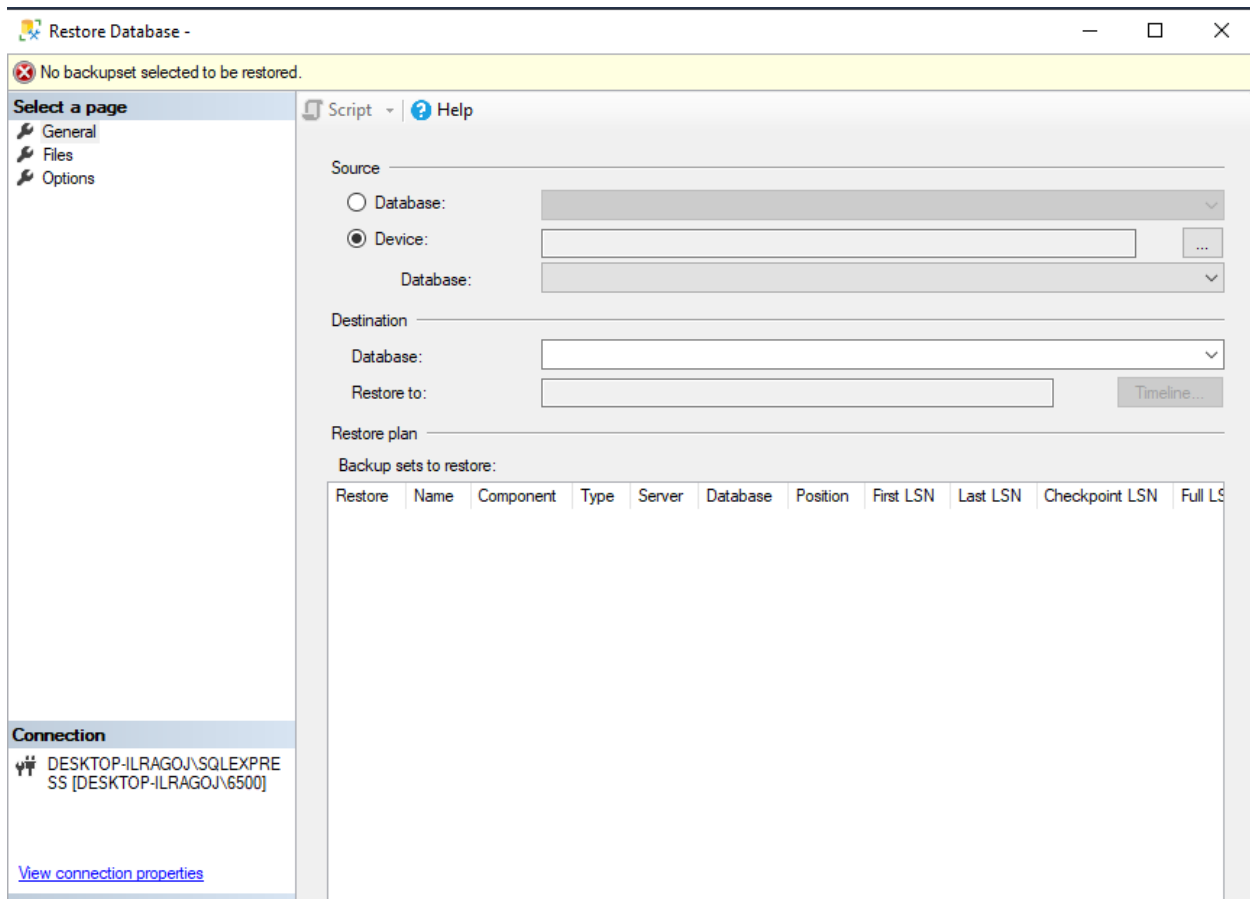 Restore Database -
No backupset selected to be restored.
Select a page
General
Files
Options
Script
Help
Source
Database:
Device:
...
Database:
Destination
Database:
Restore to:
Timeline...
Restore plan
Backup sets to restore:
Restore Name Component Type Server Database Position First LSN Last LSN Checkpoint LSN Full LS
Connection
DESKTOP-ILRAGOJ\SQLEXPRE
SS [DESKTOP-ILRAGOJ\6500]
View connection properties